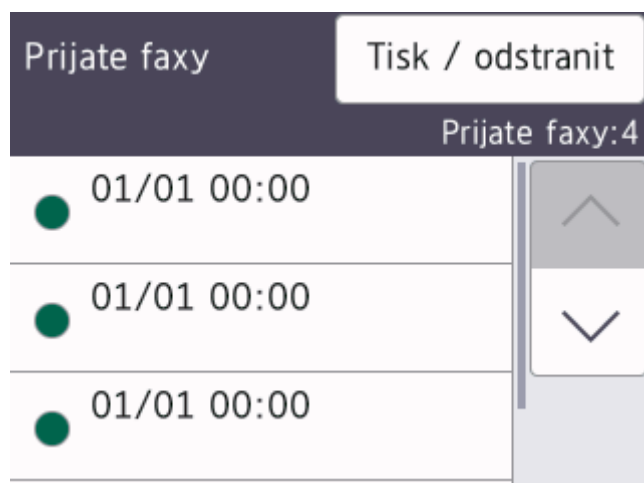 Prijate faxy
Tisk / odstranit
Prijate faxy:4
01/01 00:00
01/01 00:00
01/01 00:00